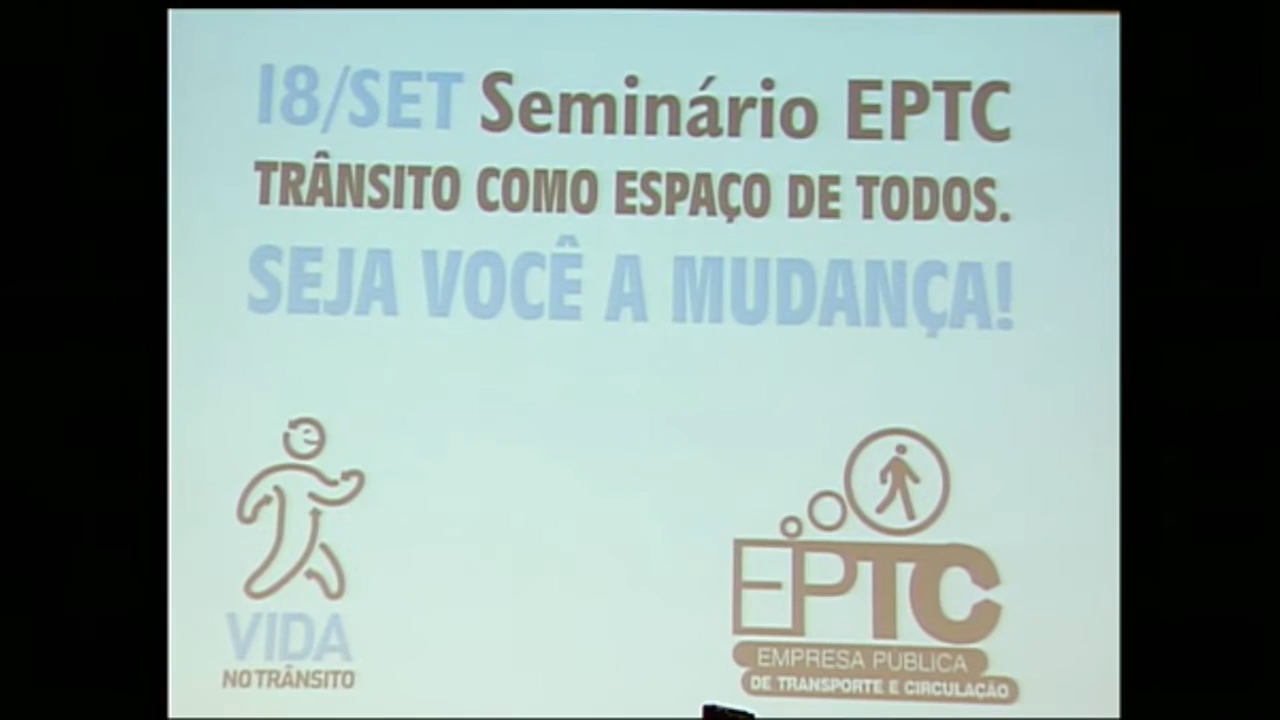 18/SET Seminário EPTC
TRÂNSITO COMO ESPAÇO DE TODOS.
SEJA VOCÊ A MUDANÇA!
VIDA
NO TRÂNSITO
EPTC
EMPRESA PÚBLICA
DE TRANSPORTE E CIRCULAÇÃO